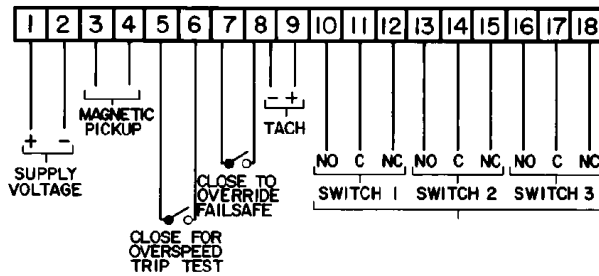 1 2 3 4 5 6 7 8 9 10 11 12 13 14 15 16 17 18
− +
MAGNETIC
PICKUP
TACH
+ −
SUPPLY
VOLTAGE
NO C NC NO C NC NO C NC
CLOSE TO
OVERRIDE
FAILSAFE
SWITCH 1 SWITCH 2 SWITCH 3
CLOSE FOR
OVERSPEED
TRIP TEST